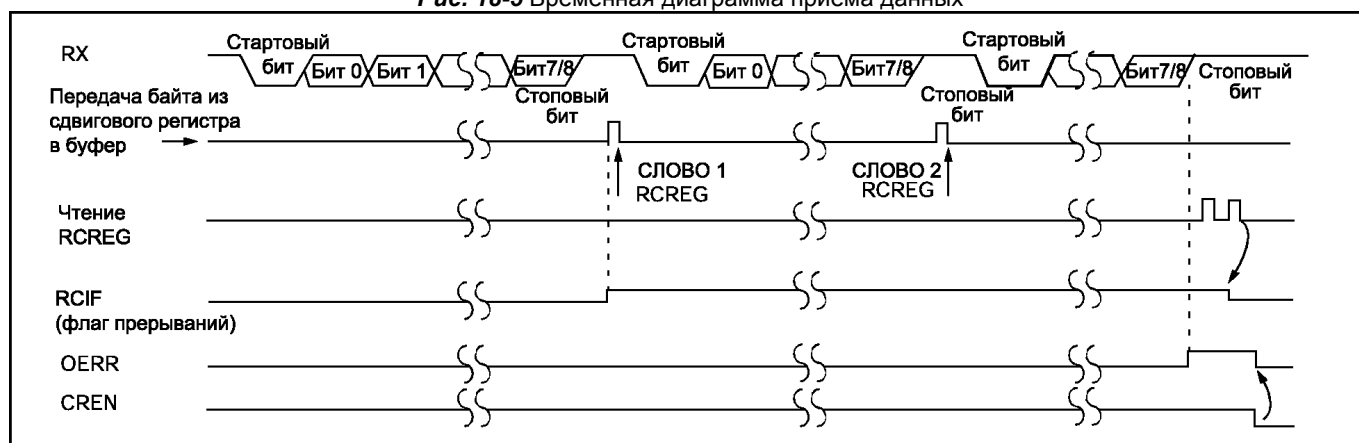 Рис. 18-5 Временная диаграмма приема данных
RX
Стартовый
бит
Бит 0
Бит 1
Бит7/8
Стоповый
бит
Стартовый
бит
Бит 0
Бит7/8
Стоповый
бит
Стартовый
бит
Бит7/8
Стоповый
бит
Передача байта из
сдвигового регистра
в буфер
СЛОВО 1
RCREG
СЛОВО 2
RCREG
Чтение
RCREG
RCIF
(флаг прерываний)
OERR
CREN